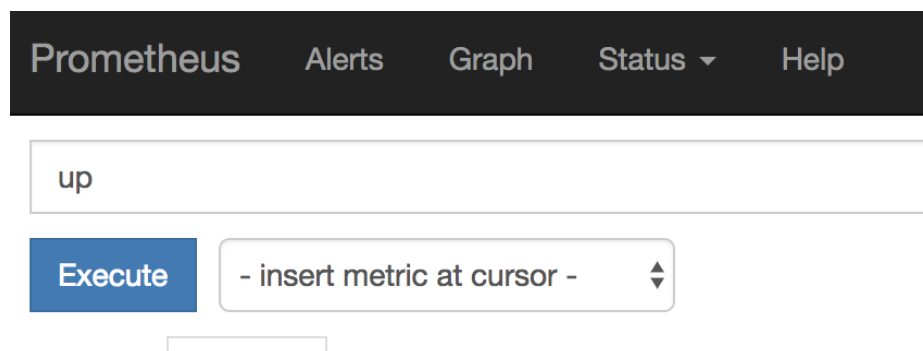 Prometheus Alerts Graph Status Help
up
Execute - insert metric at cursor -